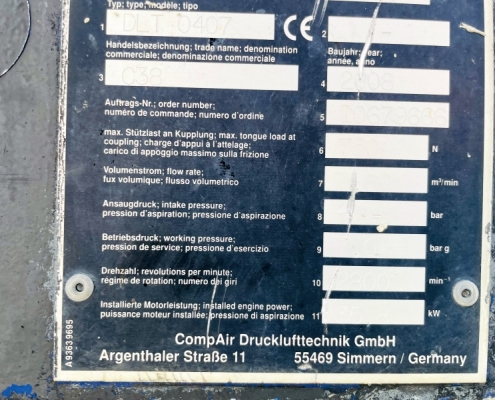 Typ; type; modèle; tipo
1 DLT 0407 CE 2 -
Handelsbezeichnung; trade name; denomination Baujahr; year;
commerciale; denominazione commerciale année, anno
3 C38 4
Auftrags-Nr.; order number;
numéro de commande; numero d'ordine 5
max. Stützlast an Kupplung; max. tongue load at
coupling; charge d'appui à l'attelage; 6 N
carico di appoggio massimo sulla frizione
Volumenstrom; flow rate;
fux volumique; flusso volumetrico 7 m³/min
Ansaugdruck; intake pressure;
pression d'aspiration; pressione d'aspirazione 8 bar
Betriebsdruck; working pressure;
pression de service; pressione d'esercizio 9 bar g
Drehzahl; revolutions per minute;
régime de rotation; numero dei giri 10 min⁻¹
Installierte Motorleistung; installed engine power;
puissance moteur installée; pressione di aspirazione 11 kW
CompAir Drucklufttechnik GmbH
Argenthaler Straße 11 55469 Simmern / Germany
A93639695